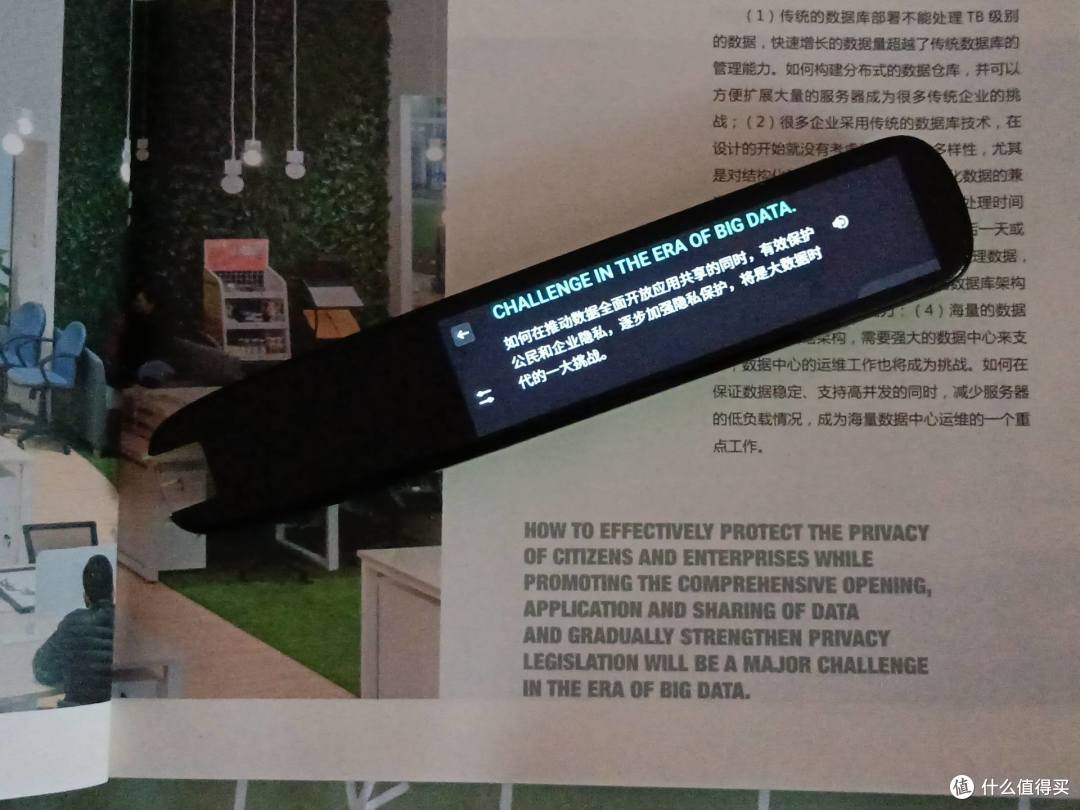 （1）传统的数据库部署不能处理 TB 级别
的数据，快速增长的数据量超越了传统数据库的
管理能力。如何构建分布式的数据仓库，并可以
方便扩展大量的服务器成为很多传统企业的挑
战；（2）很多企业采用传统的数据库技术，在
设计的开始就没有考虑 多样性，尤其
是对结构化 化数据的兼
处理时间
后一天或
理数据，
数据库架构
：（4）海量的数据
架构，需要强大的数据中心来支
，数据中心的运维工作也将成为挑战。如何在
保证数据稳定、支持高并发的同时，减少服务器
的低负载情况，成为海量数据中心运维的一个重
点工作。
CHALLENGE IN THE ERA OF BIG DATA.
如何在推动数据全面开放应用共享的同时，有效保护
公民和企业隐私，逐步加强隐私保护，将是大数据时
代的一大挑战。
HOW TO EFFECTIVELY PROTECT THE PRIVACY
OF CITIZENS AND ENTERPRISES WHILE
PROMOTING THE COMPREHENSIVE OPENING,
APPLICATION AND SHARING OF DATA
AND GRADUALLY STRENGTHEN PRIVACY
LEGISLATION WILL BE A MAJOR CHALLENGE
IN THE ERA OF BIG DATA.
值 什么值得买